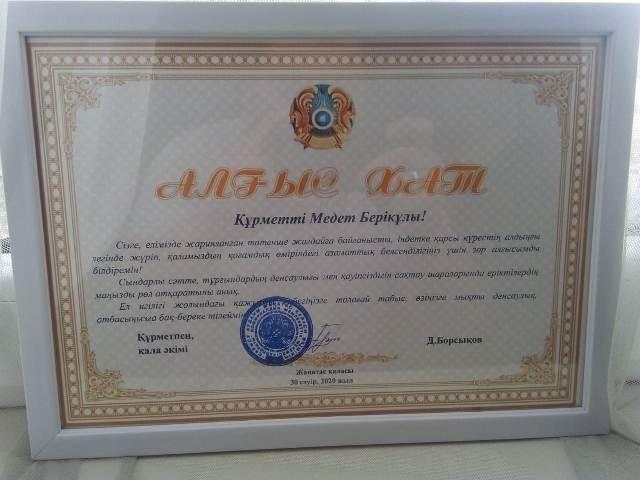 АЛҒЫС ХАТ
Құрметті Медет Берікұлы!
Сізге, елімізде жарияланған төтенше жағдайға байланысты, індетке қарсы күрестің алдыңғы
легінде жүріп, қаламыздың қоғамдық өміріндегі азаматтық белсенділігіңіз үшін зор алғысымды
білдіремін!
Сындарлы сәтте, тұрғындардың денсаулығы мен қауіпсіздігін сақтау шараларында еріктілердің
маңызды рөл атқаратыны анық.
Ел игілігі жолындағы толағай табыс, өзіңізге мықты денсаулық,
отбасыңызға бақ-береке тілеймін
Құрметпен,
қала әкімі
Д.Борсықов
Жаңатас қаласы
30 сәуір, 2020 жыл